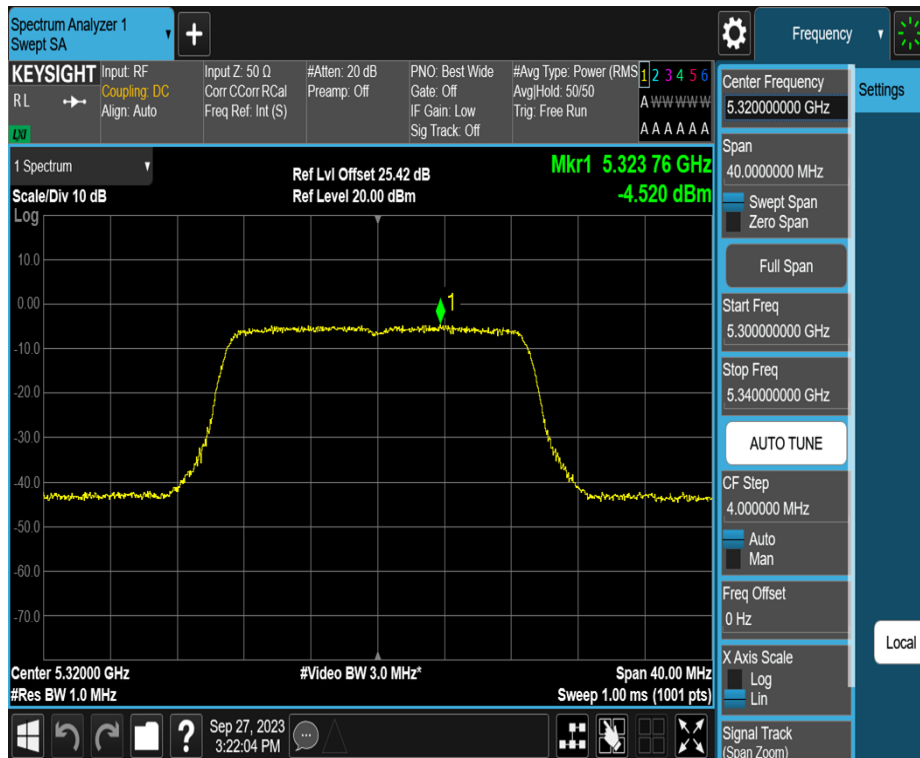 Spectrum Analyzer 1
Swept SA
+
Frequency
KEYSIGHT
R L
LXI
Input: RF
Coupling: DC
Align: Auto
Input Z: 50 Ω
Corr CCorr RCal
Freq Ref: Int (S)
#Atten: 20 dB
Preamp: Off
PNO: Best Wide
Gate: Off
IF Gain: Low
Sig Track: Off
#Avg Type: Power (RMS
Avg|Hold: 50/50
Trig: Free Run
1 2 3 4 5 6
A W W W W W
A A A A A A
1 Spectrum
Scale/Div 10 dB
Log
Ref Lvl Offset 25.42 dB
Ref Level 20.00 dBm
Mkr1 5.323 76 GHz
-4.520 dBm
10.0
0.00
-10.0
-20.0
-30.0
-40.0
-50.0
-60.0
-70.0
1
Center 5.32000 GHz
#Res BW 1.0 MHz
#Video BW 3.0 MHz*
Span 40.00 MHz
Sweep 1.00 ms (1001 pts)
?
Sep 27, 2023
3:22:04 PM
Center Frequency
5.320000000 GHz
Span
40.0000000 MHz
Swept Span
Zero Span
Full Span
Start Freq
5.300000000 GHz
Stop Freq
5.340000000 GHz
AUTO TUNE
CF Step
4.000000 MHz
Auto
Man
Freq Offset
0 Hz
X Axis Scale
Log
Lin
Signal Track
(Span Zoom)
Settings
Local